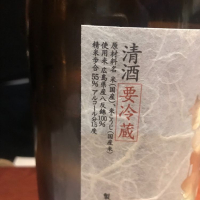 清酒
要冷蔵
原材料名 米(国産)、米こうじ(国産米)
使用米 広島県産八反錦100%
精米歩合 55% アルコール分15度
製